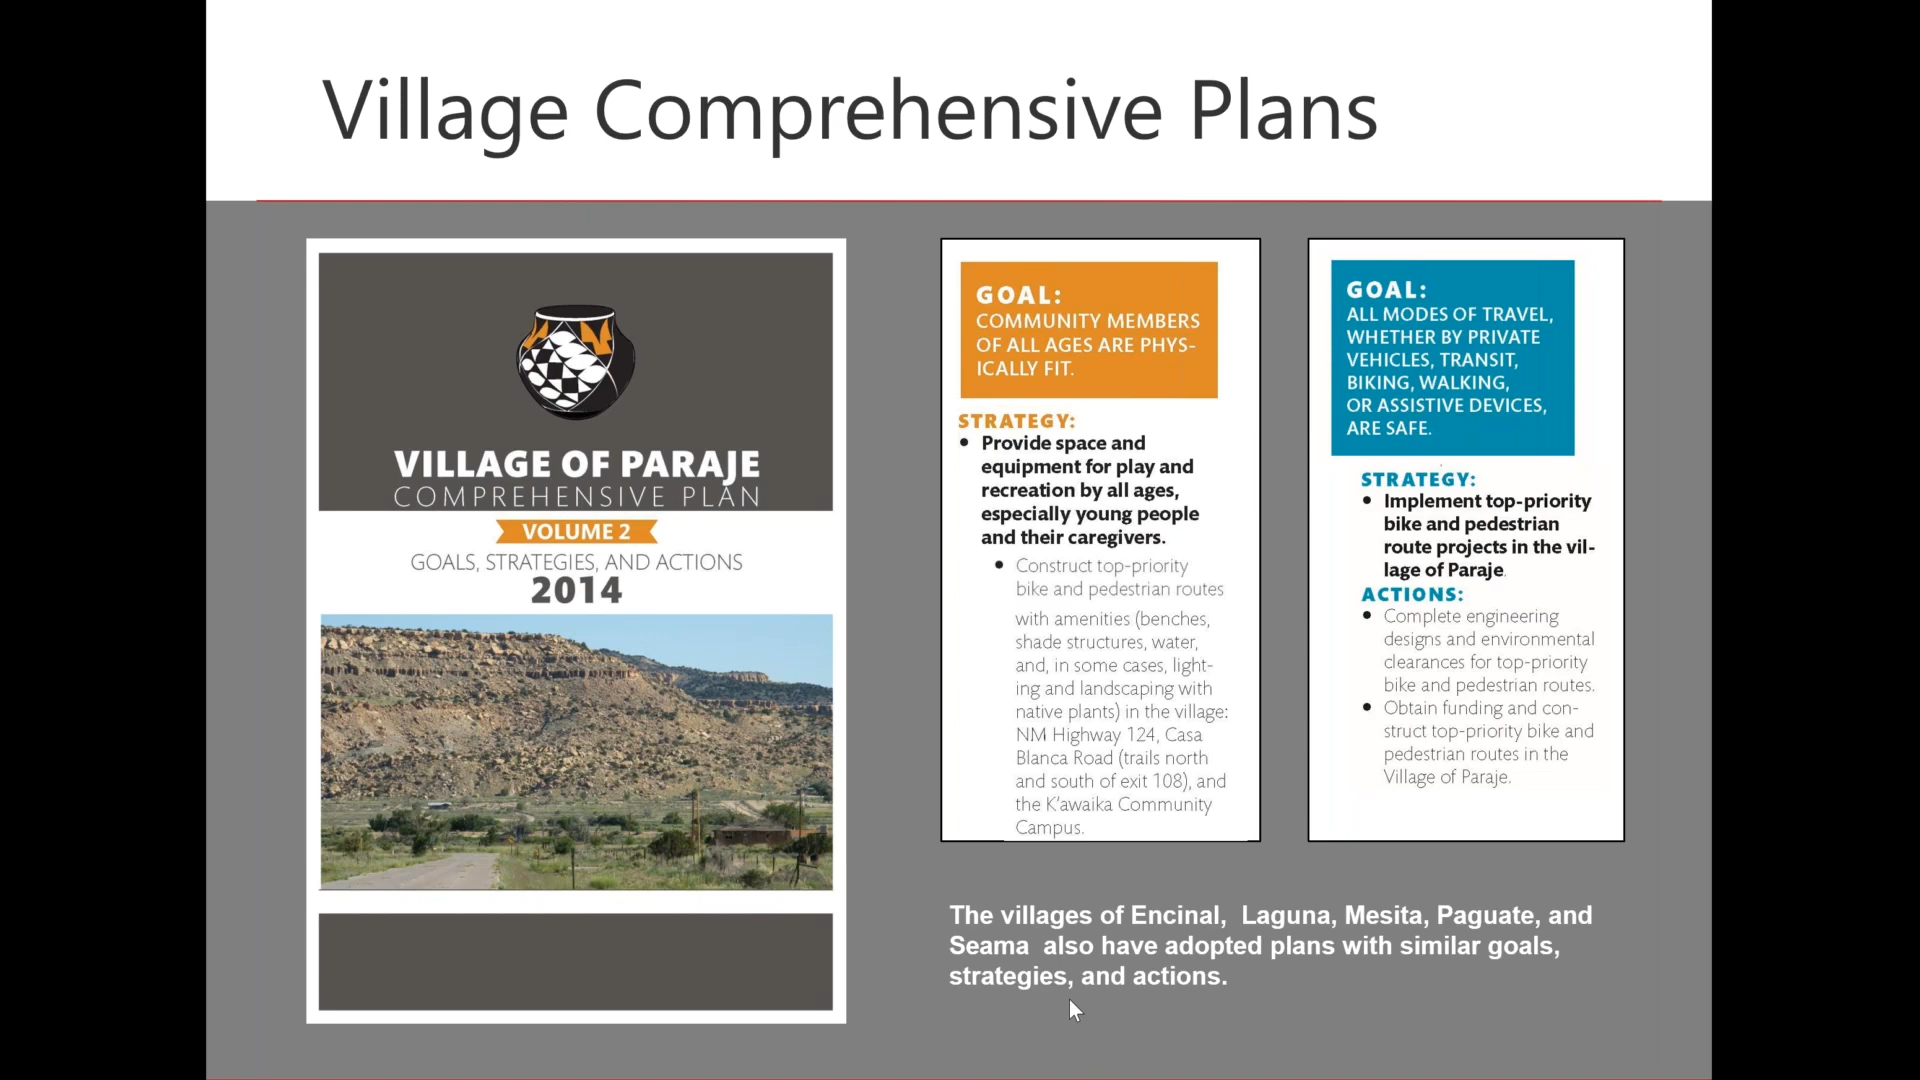 Village Comprehensive Plans
VILLAGE OF PARAJE
COMPREHENSIVE PLAN
VOLUME 2
GOALS, STRATEGIES, AND ACTIONS
2014
GOAL:
COMMUNITY MEMBERS
OF ALL AGES ARE PHYS-
ICALLY FIT.
STRATEGY:
• Provide space and
equipment for play and
recreation by all ages,
especially young people
and their caregivers.
• Construct top-priority
bike and pedestrian routes
with amenities (benches,
shade structures, water,
and, in some cases, light-
ing and landscaping with
native plants) in the village:
NM Highway 124, Casa
Blanca Road (trails north
and south of exit 108), and
the K'awaika Community
Campus.
GOAL:
ALL MODES OF TRAVEL,
WHETHER BY PRIVATE
VEHICLES, TRANSIT,
BIKING, WALKING,
OR ASSISTIVE DEVICES,
ARE SAFE.
STRATEGY:
• Implement top-priority
bike and pedestrian
route projects in the vil-
lage of Paraje.
ACTIONS:
• Complete engineering
designs and environmental
clearances for top-priority
bike and pedestrian routes.
• Obtain funding and con-
struct top-priority bike and
pedestrian routes in the
Village of Paraje.
The villages of Encinal, Laguna, Mesita, Paguate, and
Seama also have adopted plans with similar goals,
strategies, and actions.